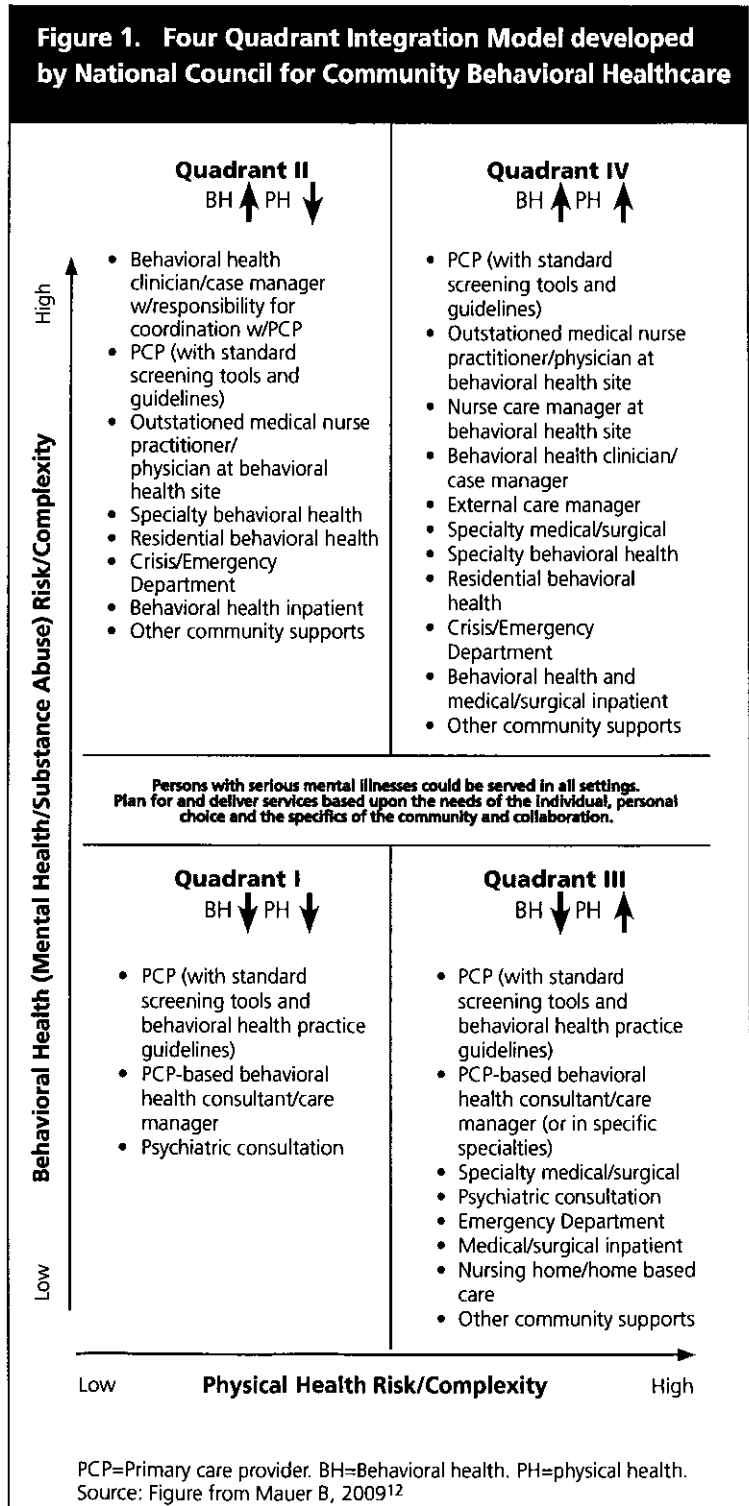 Figure 1. Four Quadrant Integration Model developed
by National Council for Community Behavioral Healthcare
Behavioral Health (Mental Health/Substance Abuse) Risk/Complexity
High
Low
Quadrant II
BH PH
• Behavioral health
clinician/case manager
w/responsibility for
coordination w/PCP
• PCP (with standard
screening tools and
guidelines)
• Outstationed medical nurse
practitioner/
physician at behavioral
health site
• Specialty behavioral health
• Residential behavioral health
• Crisis/Emergency
Department
• Behavioral health inpatient
• Other community supports
Quadrant IV
BH PH
• PCP (with standard
screening tools and
guidelines)
• Outstationed medical nurse
practitioner/physician at
behavioral health site
• Nurse care manager at
behavioral health site
• Behavioral health clinician/
case manager
• External care manager
• Specialty medical/surgical
• Specialty behavioral health
• Residential behavioral
health
• Crisis/Emergency
Department
• Behavioral health and
medical/surgical inpatient
• Other community supports
Persons with serious mental illnesses could be served in all settings.
Plan for and deliver services based upon the needs of the individual, personal
choice and the specifics of the community and collaboration.
Quadrant I
BH PH
• PCP (with standard
screening tools and
behavioral health practice
guidelines)
• PCP-based behavioral
health consultant/care
manager
• Psychiatric consultation
Quadrant III
BH PH
• PCP (with standard
screening tools and
behavioral health practice
guidelines)
• PCP-based behavioral
health consultant/care
manager (or in specific
specialties)
• Specialty medical/surgical
• Psychiatric consultation
• Emergency Department
• Medical/surgical inpatient
• Nursing home/home based
care
• Other community supports
Low Physical Health Risk/Complexity High
PCP=Primary care provider. BH=Behavioral health. PH=physical health.
Source: Figure from Mauer B, 2009¹²